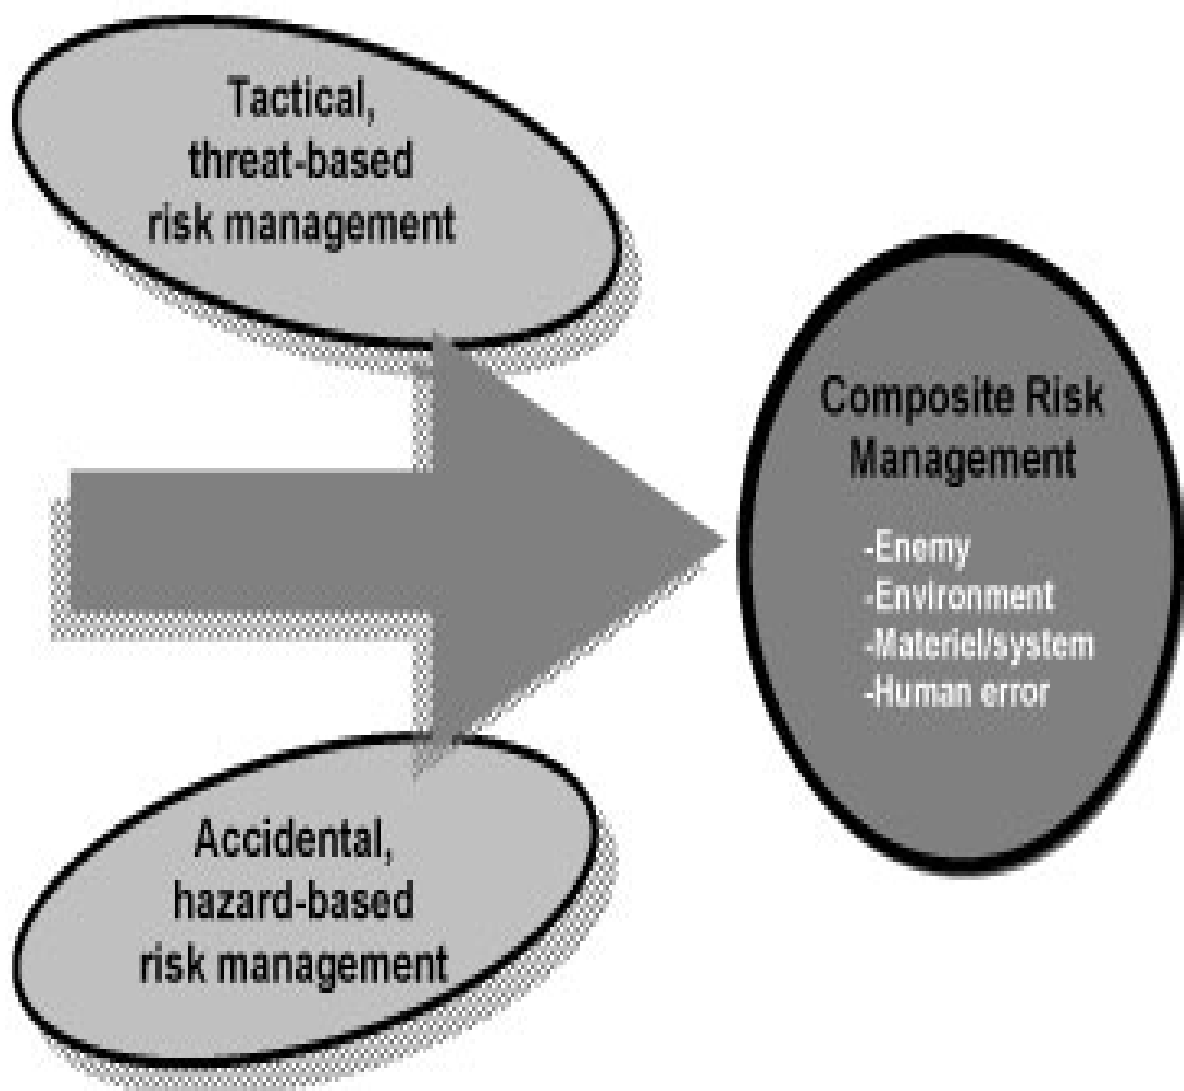 Tactical,
threat-based
risk management
Composite Risk
Management
-Enemy
-Environment
-Materiel/system
-Human error
Accidental,
hazard-based
risk management